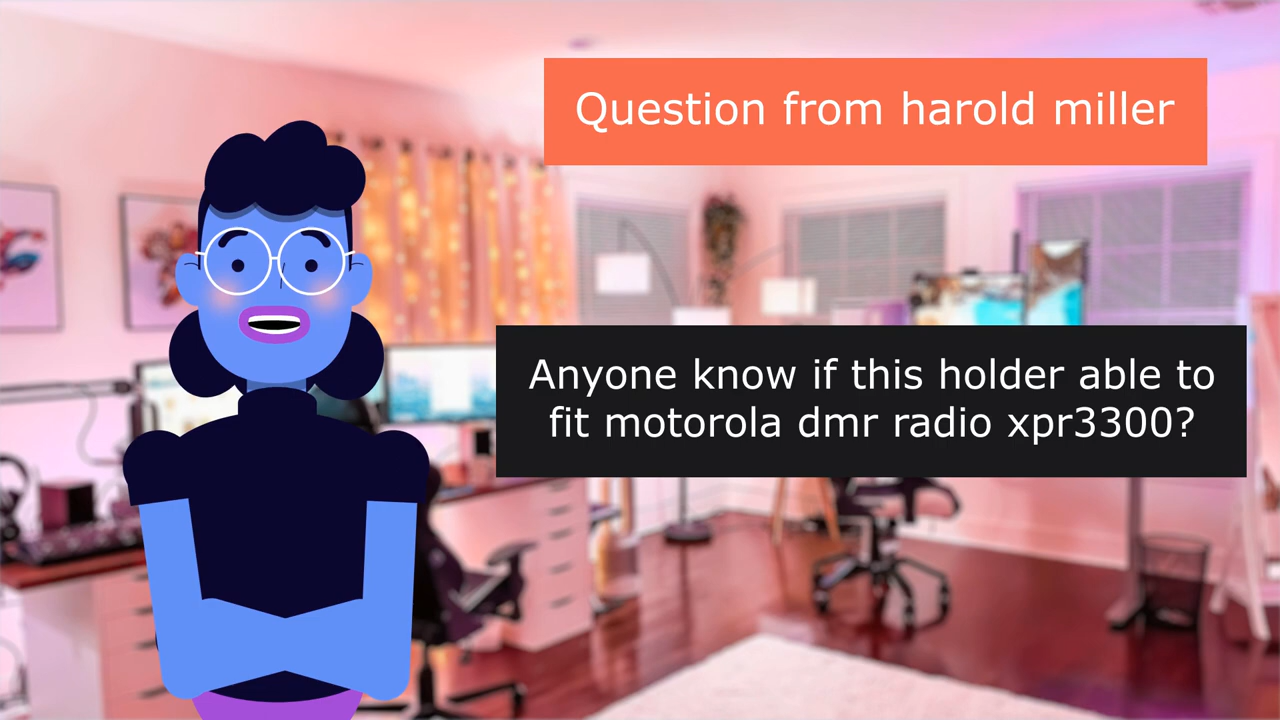 Question from harold miller
Anyone know if this holder able to
fit motorola dmr radio xpr3300?